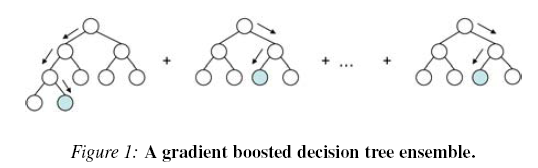 + + ... +
Figure 1: A gradient boosted decision tree ensemble.